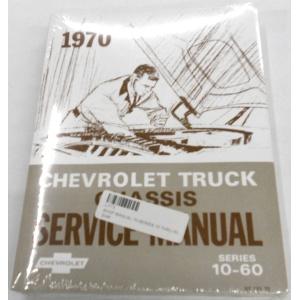 1970
CHEVROLET TRUCK
CHASSIS
SERVICE MANUAL
SERIES
10-60
CHEVROLET